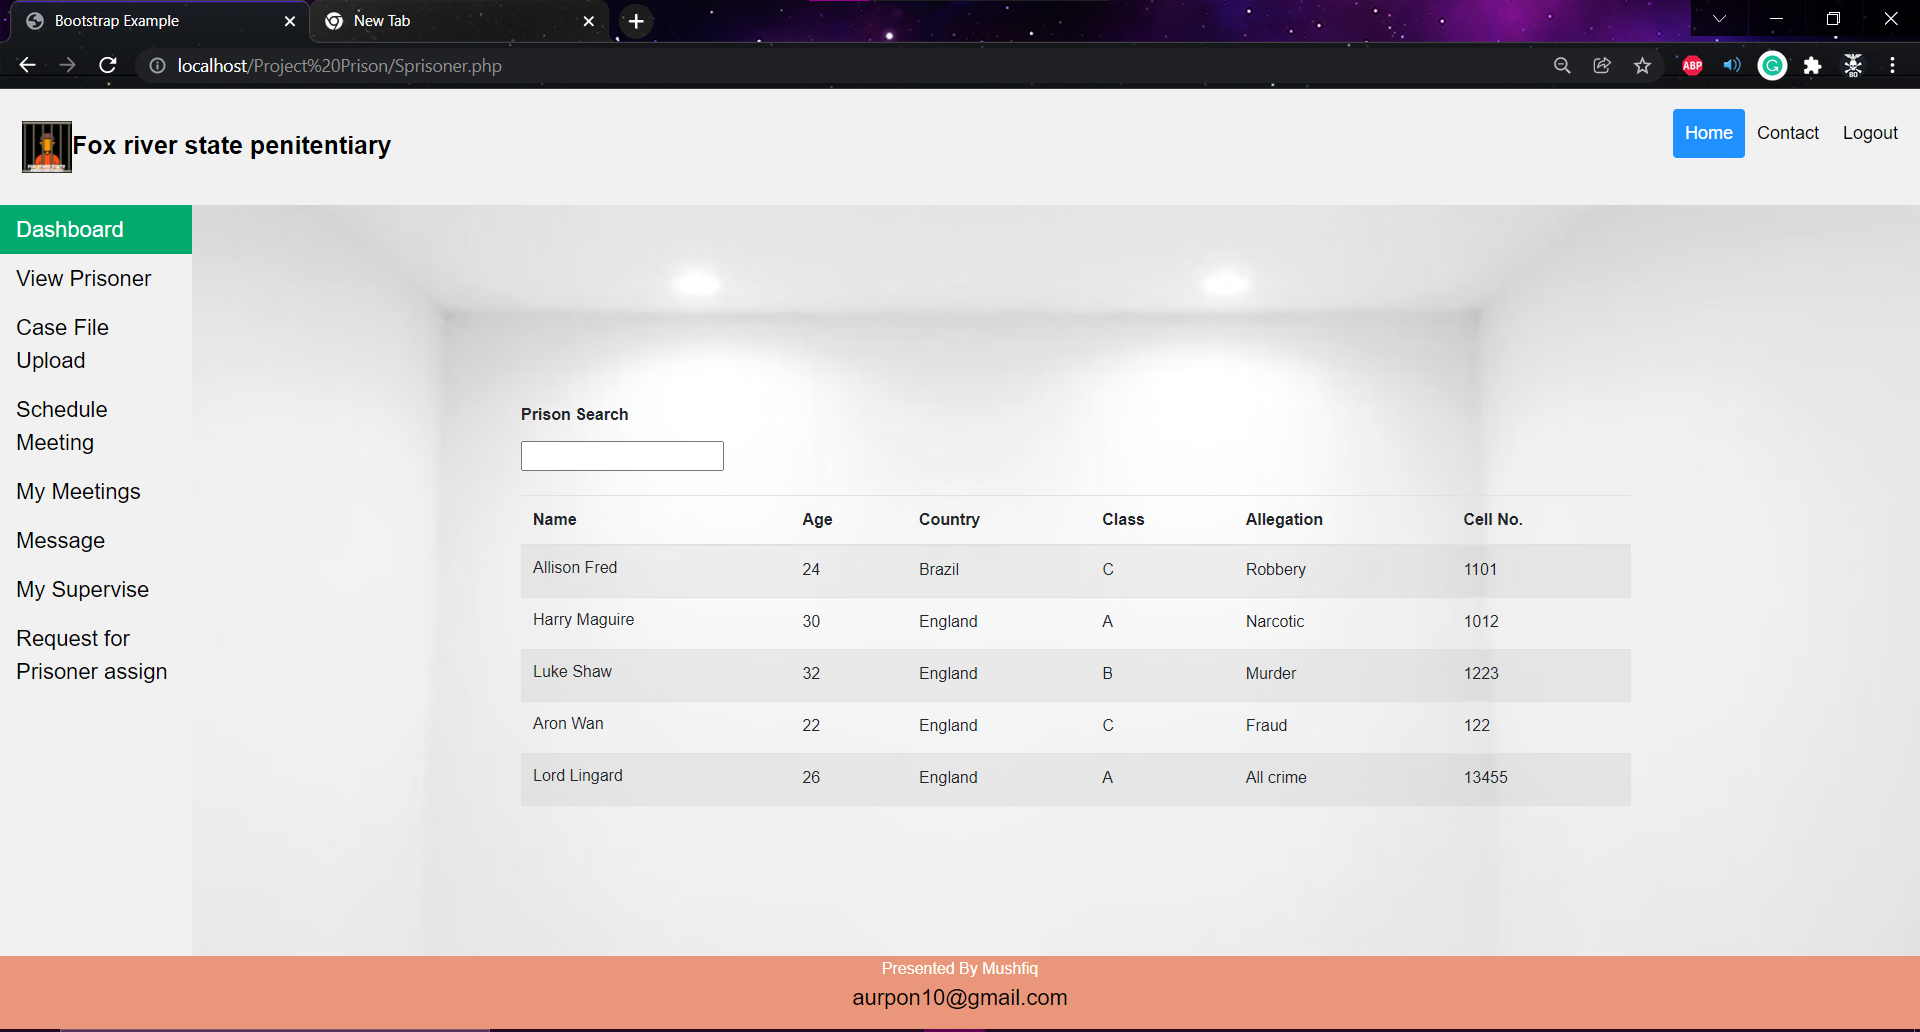 Bootstrap Example
New Tab
localhost/Project%20Prison/Sprisoner.php
ABP
80
Fox river state penitentiary
Home Contact Logout
Dashboard
View Prisoner
Case File
Upload
Schedule
Meeting
My Meetings
Message
My Supervise
Request for
Prisoner assign
Prison Search
Name Age Country Class Allegation Cell No.
Allison Fred 24 Brazil C Robbery 1101
Harry Maguire 30 England A Narcotic 1012
Luke Shaw 32 England B Murder 1223
Aron Wan 22 England C Fraud 122
Lord Lingard 26 England A All crime 13455
Presented By Mushfiq
aurpon10@gmail.com